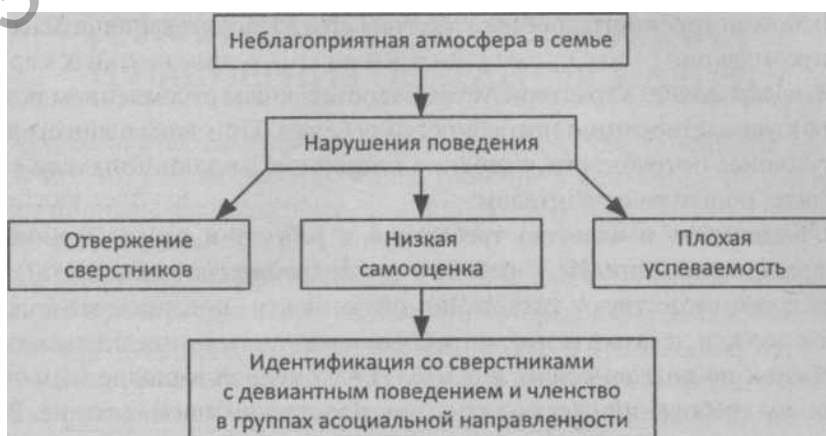 Неблагоприятная атмосфера в семье
Нарушения поведения
Отвержение
сверстников
Низкая
самооценка
Плохая
успеваемость
Идентификация со сверстниками
с девиантным поведением и членство
в группах асоциальной направленности